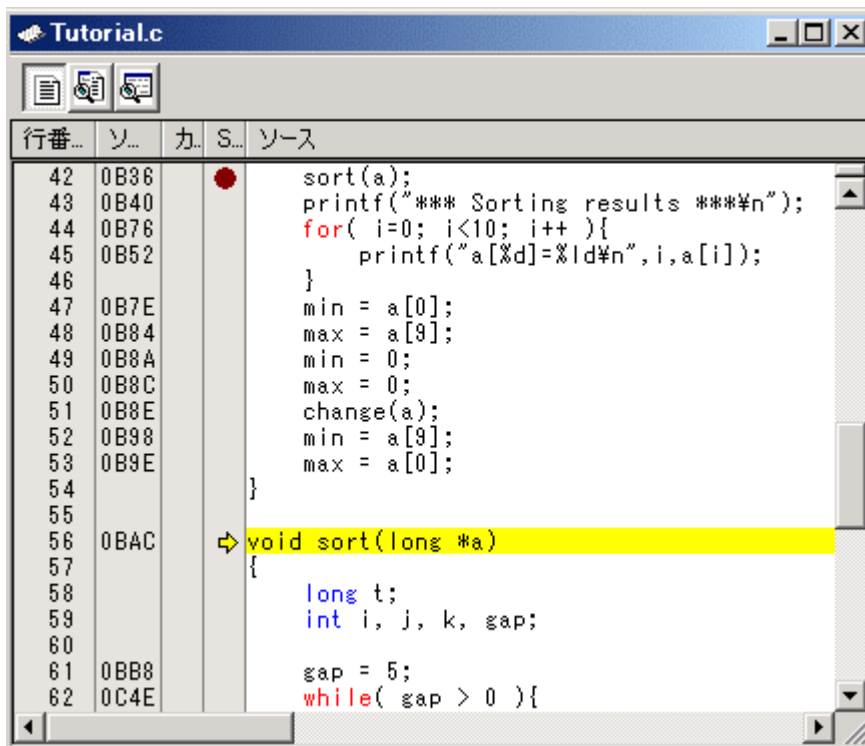 Tutorial.c
行番... ソ... カ.. S... ソース
42 0B36 sort(a);
43 0B40 printf("*** Sorting results ***¥n");
44 0B76 for( i=0; i<10; i++ ){
45 0B52 printf("a[%d]=%ld¥n",i,a[i]);
46 }
47 0B7E min = a[0];
48 0B84 max = a[9];
49 0B8A min = 0;
50 0B8C max = 0;
51 0B8E change(a);
52 0B98 min = a[9];
53 0B9E max = a[0];
54 }
55
56 0BAC void sort(long *a)
57 {
58 long t;
59 int i, j, k, gap;
60
61 0BB8 gap = 5;
62 0C4E while( gap > 0 ){